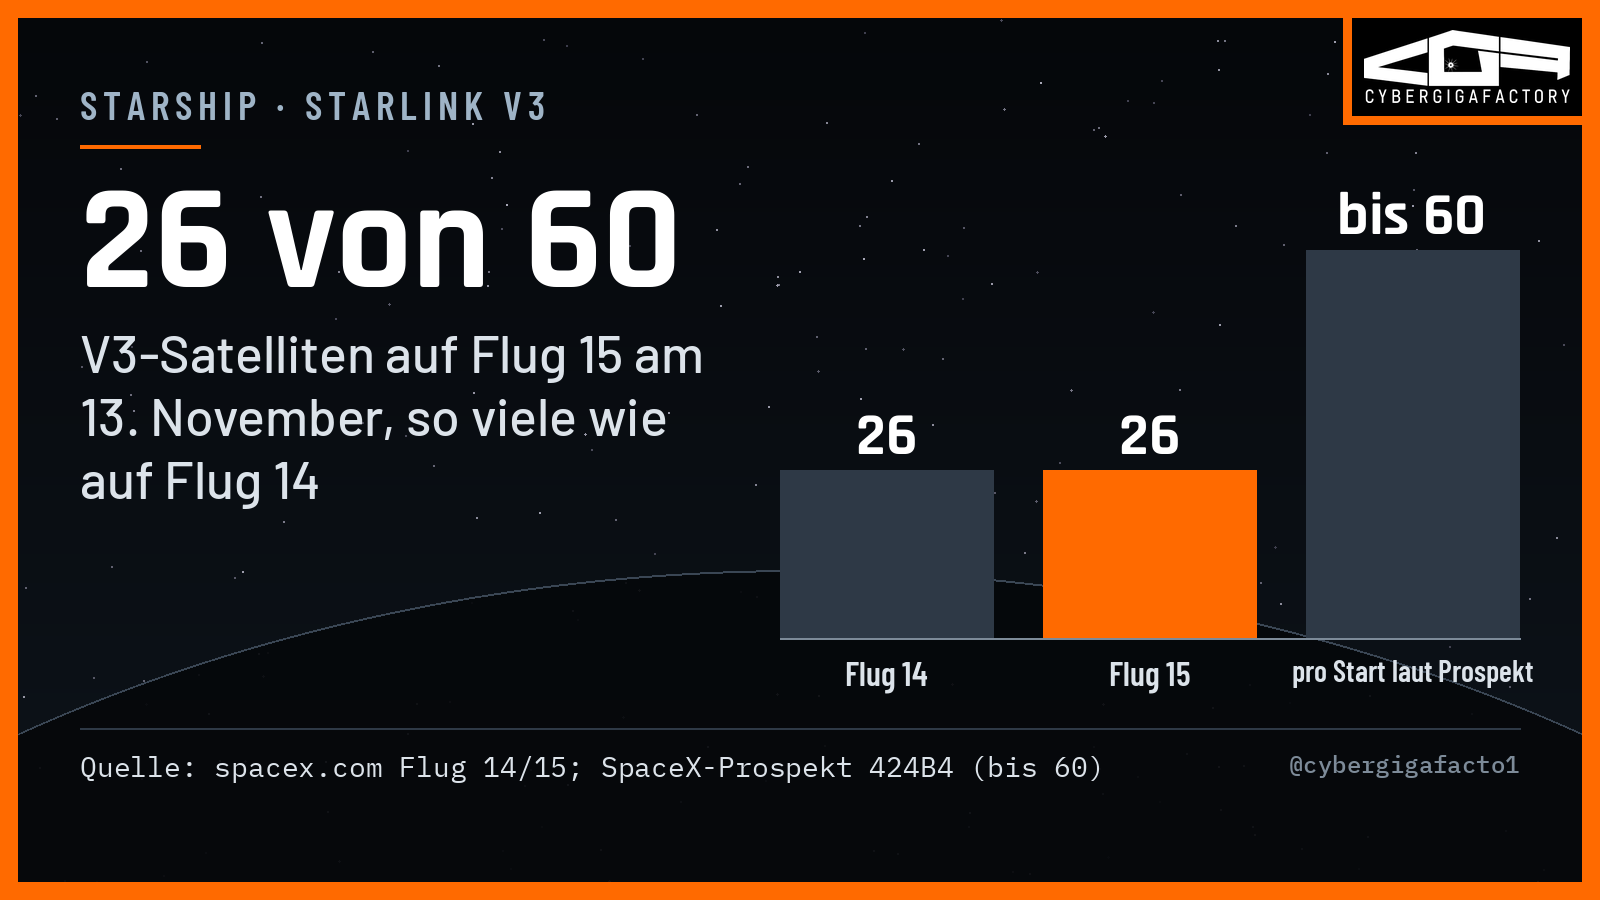 CYBERGIGAFACTORY
STARSHIP · STARLINK V3
26 von 60
V3-Satelliten auf Flug 15 am
13. November, so viele wie
auf Flug 14
26
26
bis 60
Flug 14
Flug 15
pro Start laut Prospekt
Quelle: spacex.com Flug 14/15; SpaceX-Prospekt 424B4 (bis 60)
@cybergigafacto1